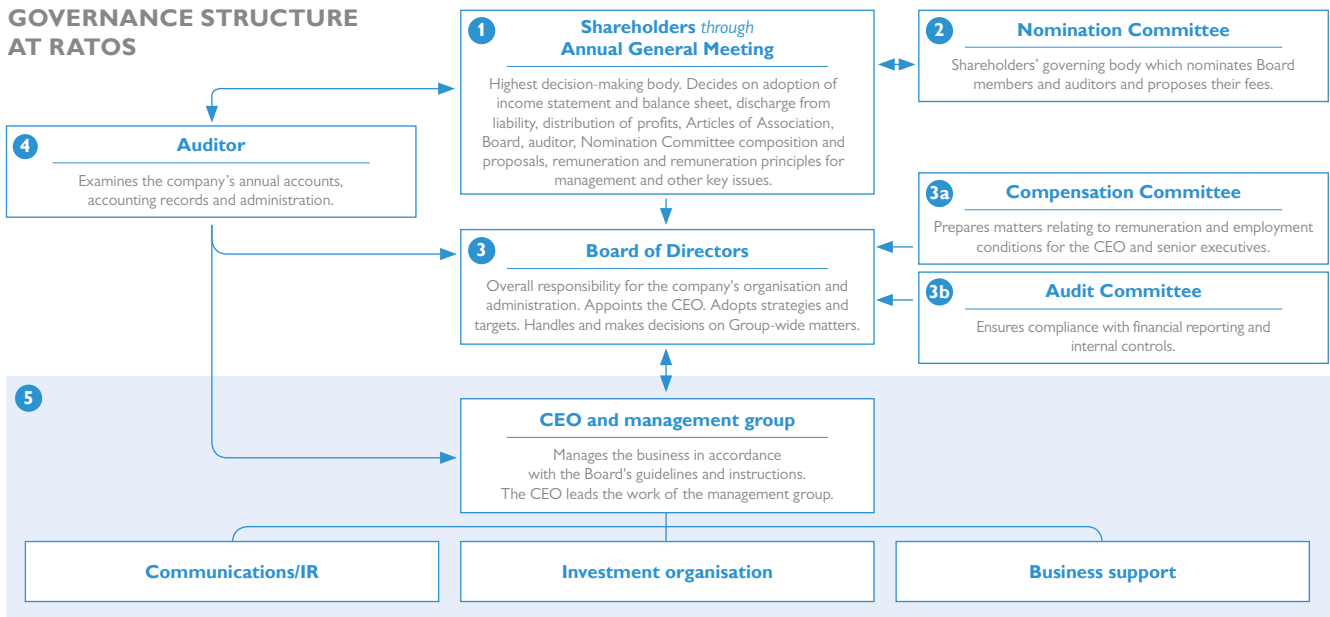 GOVERNANCE STRUCTURE
AT RATOS
1
Shareholders through
Annual General Meeting
Highest decision-making body. Decides on adoption of
income statement and balance sheet, discharge from
liability, distribution of profits, Articles of Association,
Board, auditor, Nomination Committee composition and
proposals, remuneration and remuneration principles for
management and other key issues.
2
Nomination Committee
Shareholders' governing body which nominates Board
members and auditors and proposes their fees.
4
Auditor
Examines the company's annual accounts,
accounting records and administration.
3a
Compensation Committee
Prepares matters relating to remuneration and employment
conditions for the CEO and senior executives.
3
Board of Directors
Overall responsibility for the company's organisation and
administration. Appoints the CEO. Adopts strategies and
targets. Handles and makes decisions on Group-wide matters.
3b
Audit Committee
Ensures compliance with financial reporting and
internal controls.
5
CEO and management group
Manages the business in accordance
with the Board's guidelines and instructions.
The CEO leads the work of the management group.
Communications/IR
Investment organisation
Business support